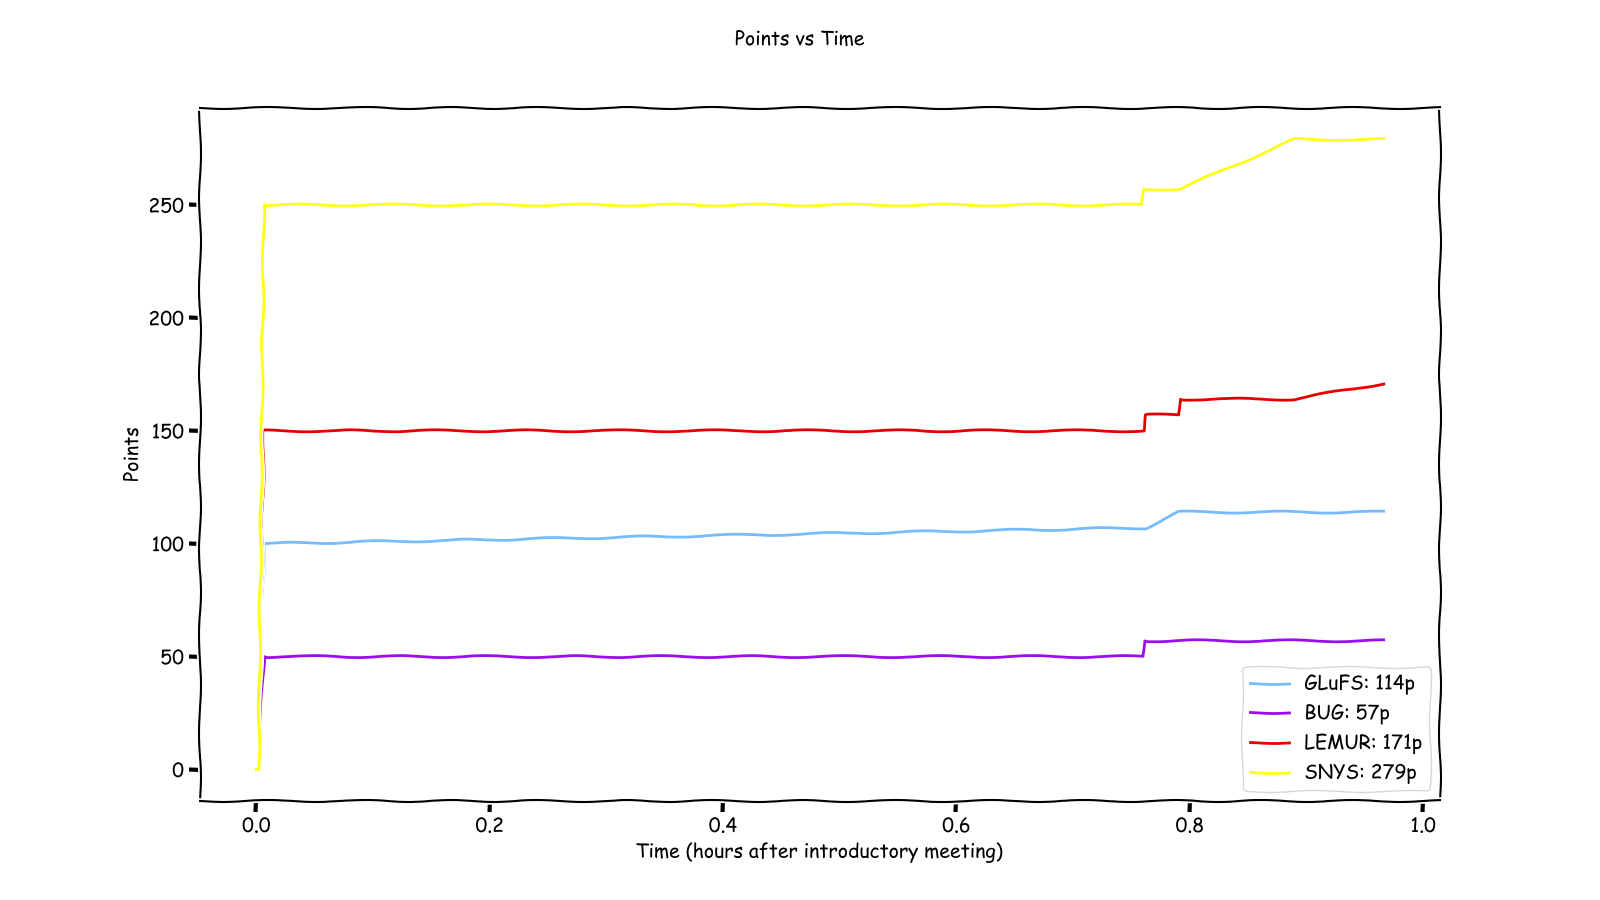 Points vs Time
Points
250
200
150
100
50
0
0.0 0.2 0.4 0.6 0.8 1.0
Time (hours after introductory meeting)
GLuFS: 114p
BUG: 57p
LEMUR: 171p
SNYS: 279p